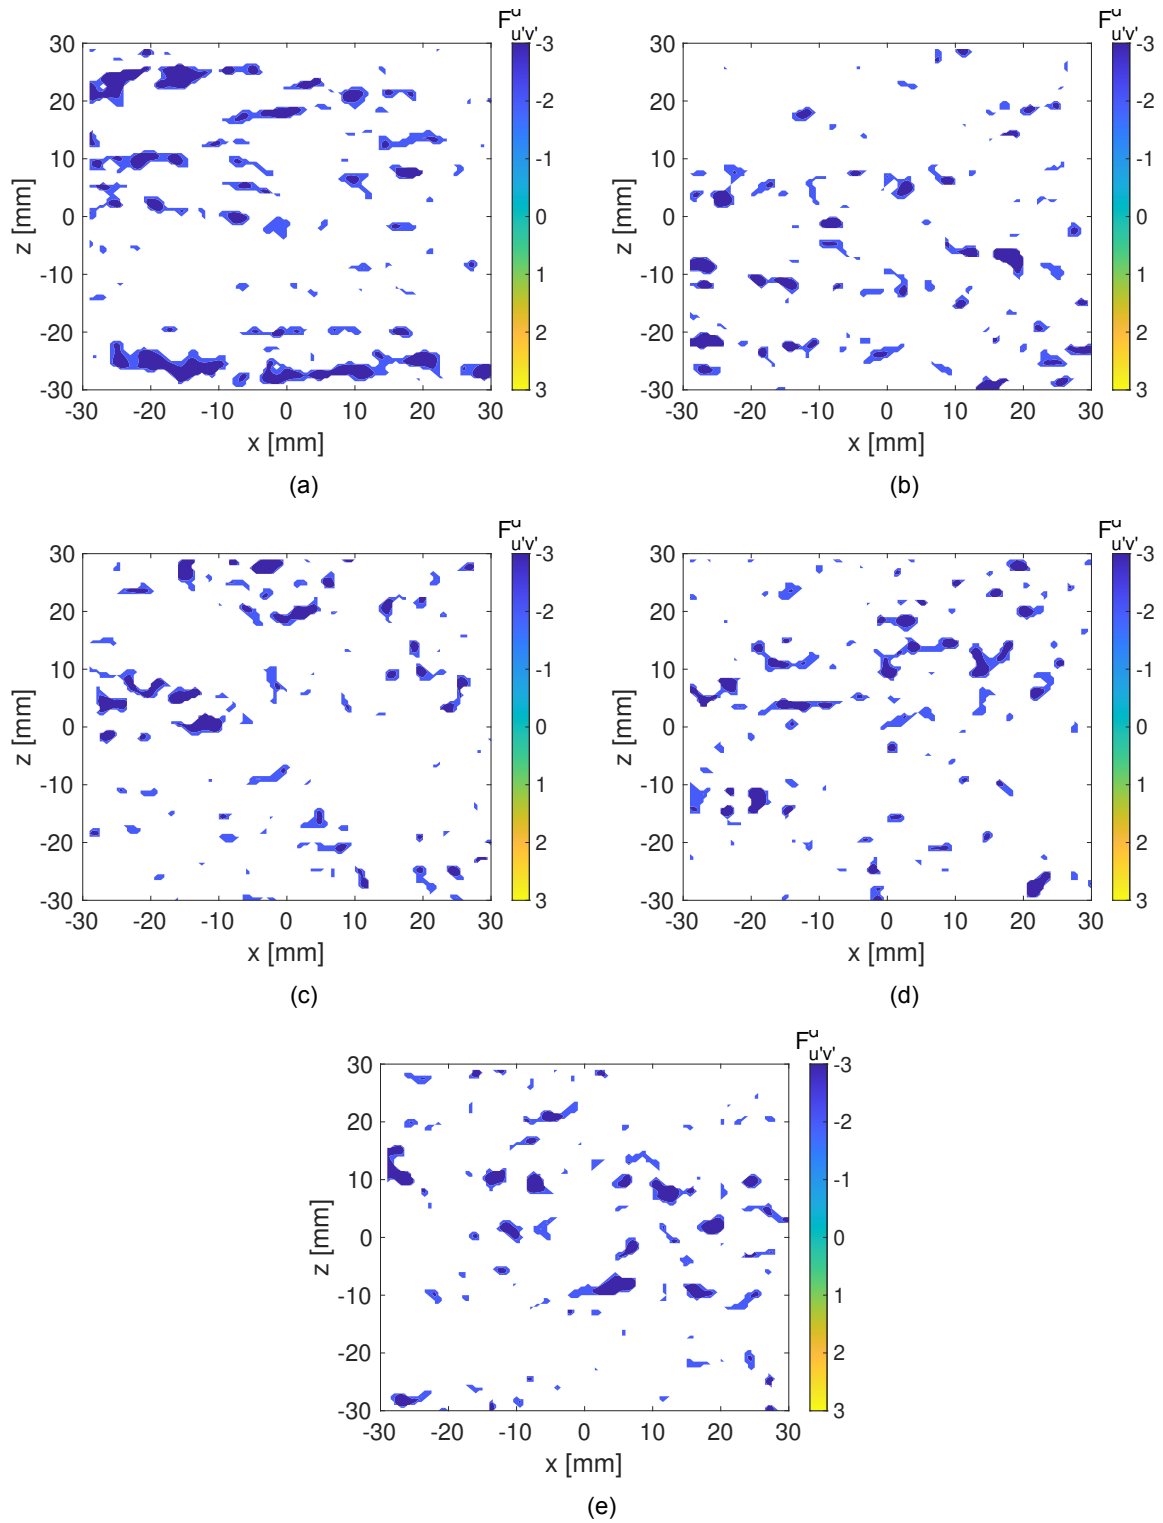 F^u_{u'v'} F^u_{u'v'}
30 -3 30 -3
20 -2 20 -2
10 -1 10 -1
z [mm] 0 0 z [mm] 0 0
-10 1 -10 1
-20 2 -20 2
-30 3 -30 3
-30 -20 -10 0 10 20 30 -30 -20 -10 0 10 20 30
x [mm] x [mm]
(a) (b)
F^u_{u'v'} F^u_{u'v'}
30 -3 30 -3
20 -2 20 -2
10 -1 10 -1
z [mm] 0 0 z [mm] 0 0
-10 1 -10 1
-20 2 -20 2
-30 3 -30 3
-30 -20 -10 0 10 20 30 -30 -20 -10 0 10 20 30
x [mm] x [mm]
(c) (d)
F^u_{u'v'}
30 -3
20 -2
10 -1
z [mm] 0 0
-10 1
-20 2
-30 3
-30 -20 -10 0 10 20 30
x [mm]
(e)